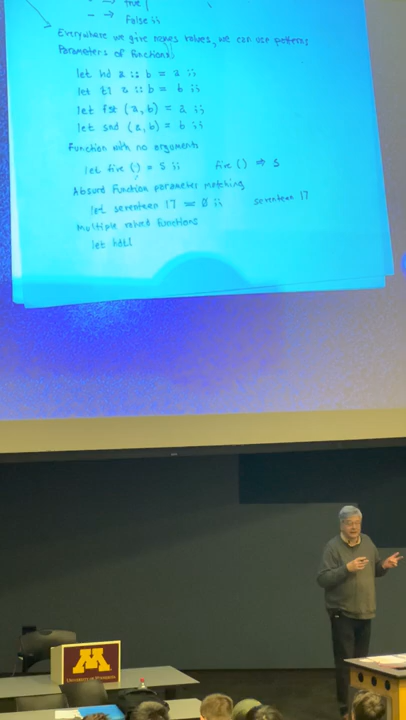 - → true |
- → False ;;
Everywhere we give names values, we can use patterns
Parameters of functions
let hd a :: b = a ;;
let tl a :: b = b ;;
let fst (a, b) = a ;;
let snd (a, b) = b ;;
Function with no arguments
let five () = 5 ;; five () ⇒ 5
Absurd function parameter matching
let seventeen 17 = 0 ;; seventeen 17
Multiple valued functions
let hdtl
M
UNIVERSITY OF MINNESOTA